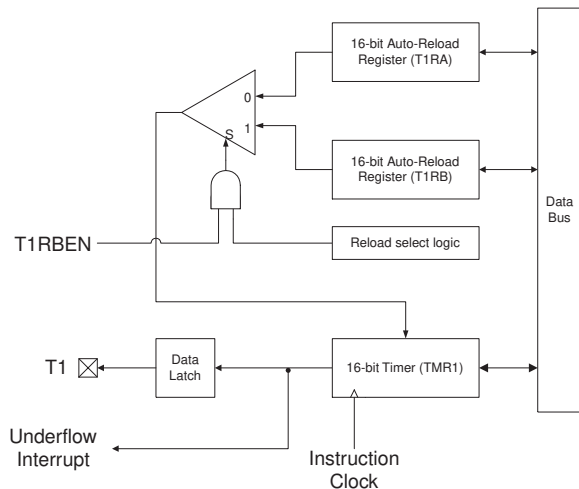 16-bit Auto-Reload
Register (T1RA)
0
1
S
16-bit Auto-Reload
Register (T1RB)
Data
Bus
T1RBEN
Reload select logic
T1
Data
Latch
16-bit Timer (TMR1)
Underflow
Interrupt
Instruction
Clock